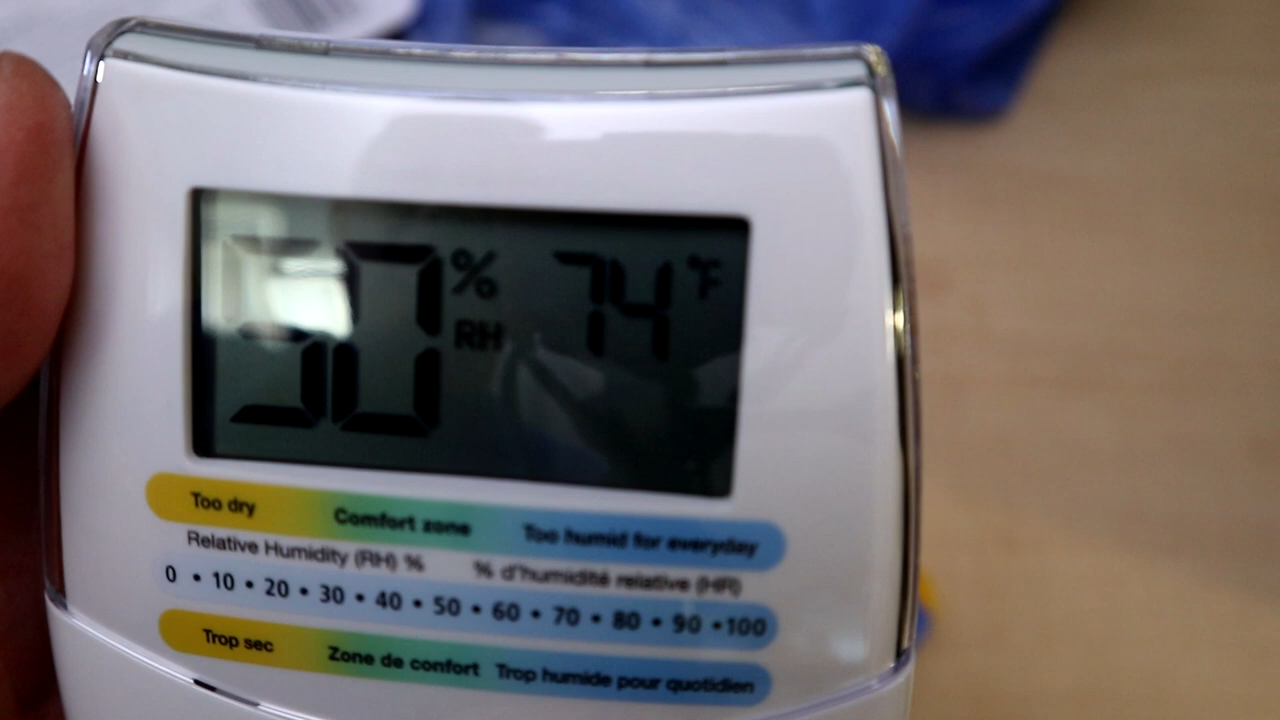 50 % RH 74 °F
Too dry Comfort zone Too humid for everyday
Relative Humidity (RH) % % d'humidité relative (HR)
0 • 10 • 20 • 30 • 40 • 50 • 60 • 70 • 80 • 90 •100
Trop sec Zone de confort Trop humide pour quotidien